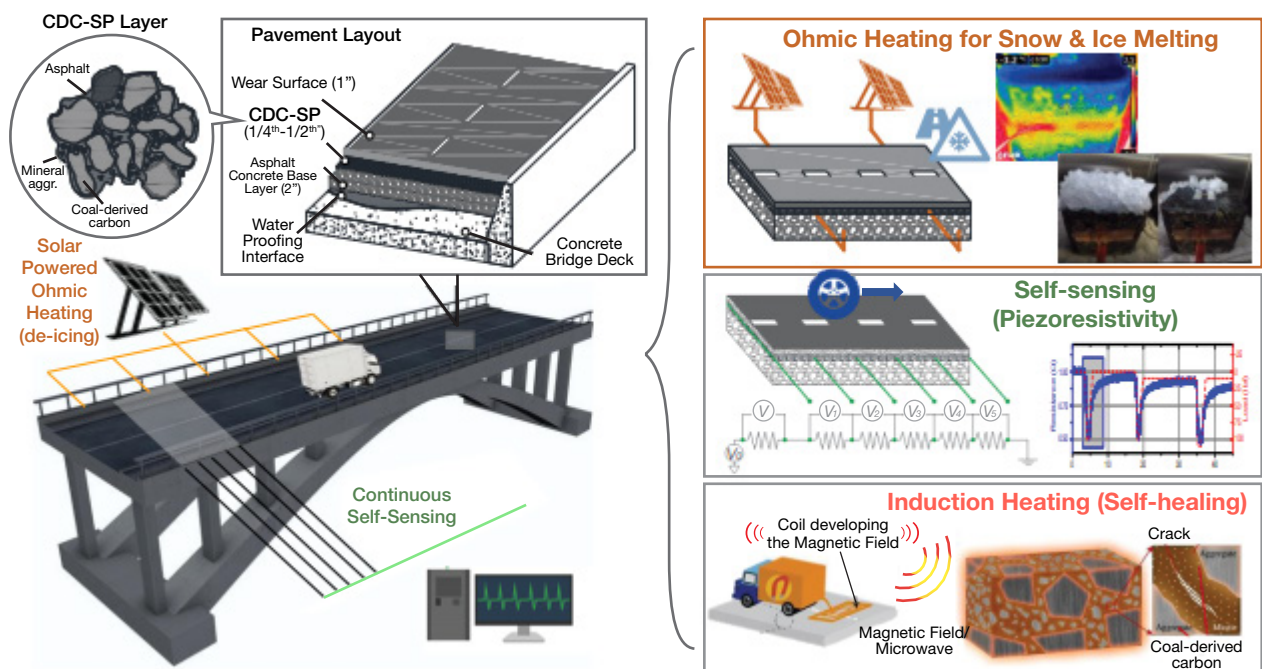 CDC-SP Layer
Asphalt
Mineral
aggr.
Coal-derived
carbon
Pavement Layout
Wear Surface (1”)
CDC-SP
(1/4th-1/2th”)
Asphalt
Concrete Base
Layer (2”)
Water
Proofing
Interface
Concrete
Bridge Deck
Solar
Powered
Ohmic
Heating
(de-icing)
Continuous
Self-Sensing
Ohmic Heating for Snow & Ice Melting
Self-sensing
(Piezoresistivity)
V
V1
V2
V3
V4
V5
Induction Heating (Self-healing)
Coil developing
the Magnetic Field
Magnetic Field/
Microwave
Crack
Coal-derived
carbon